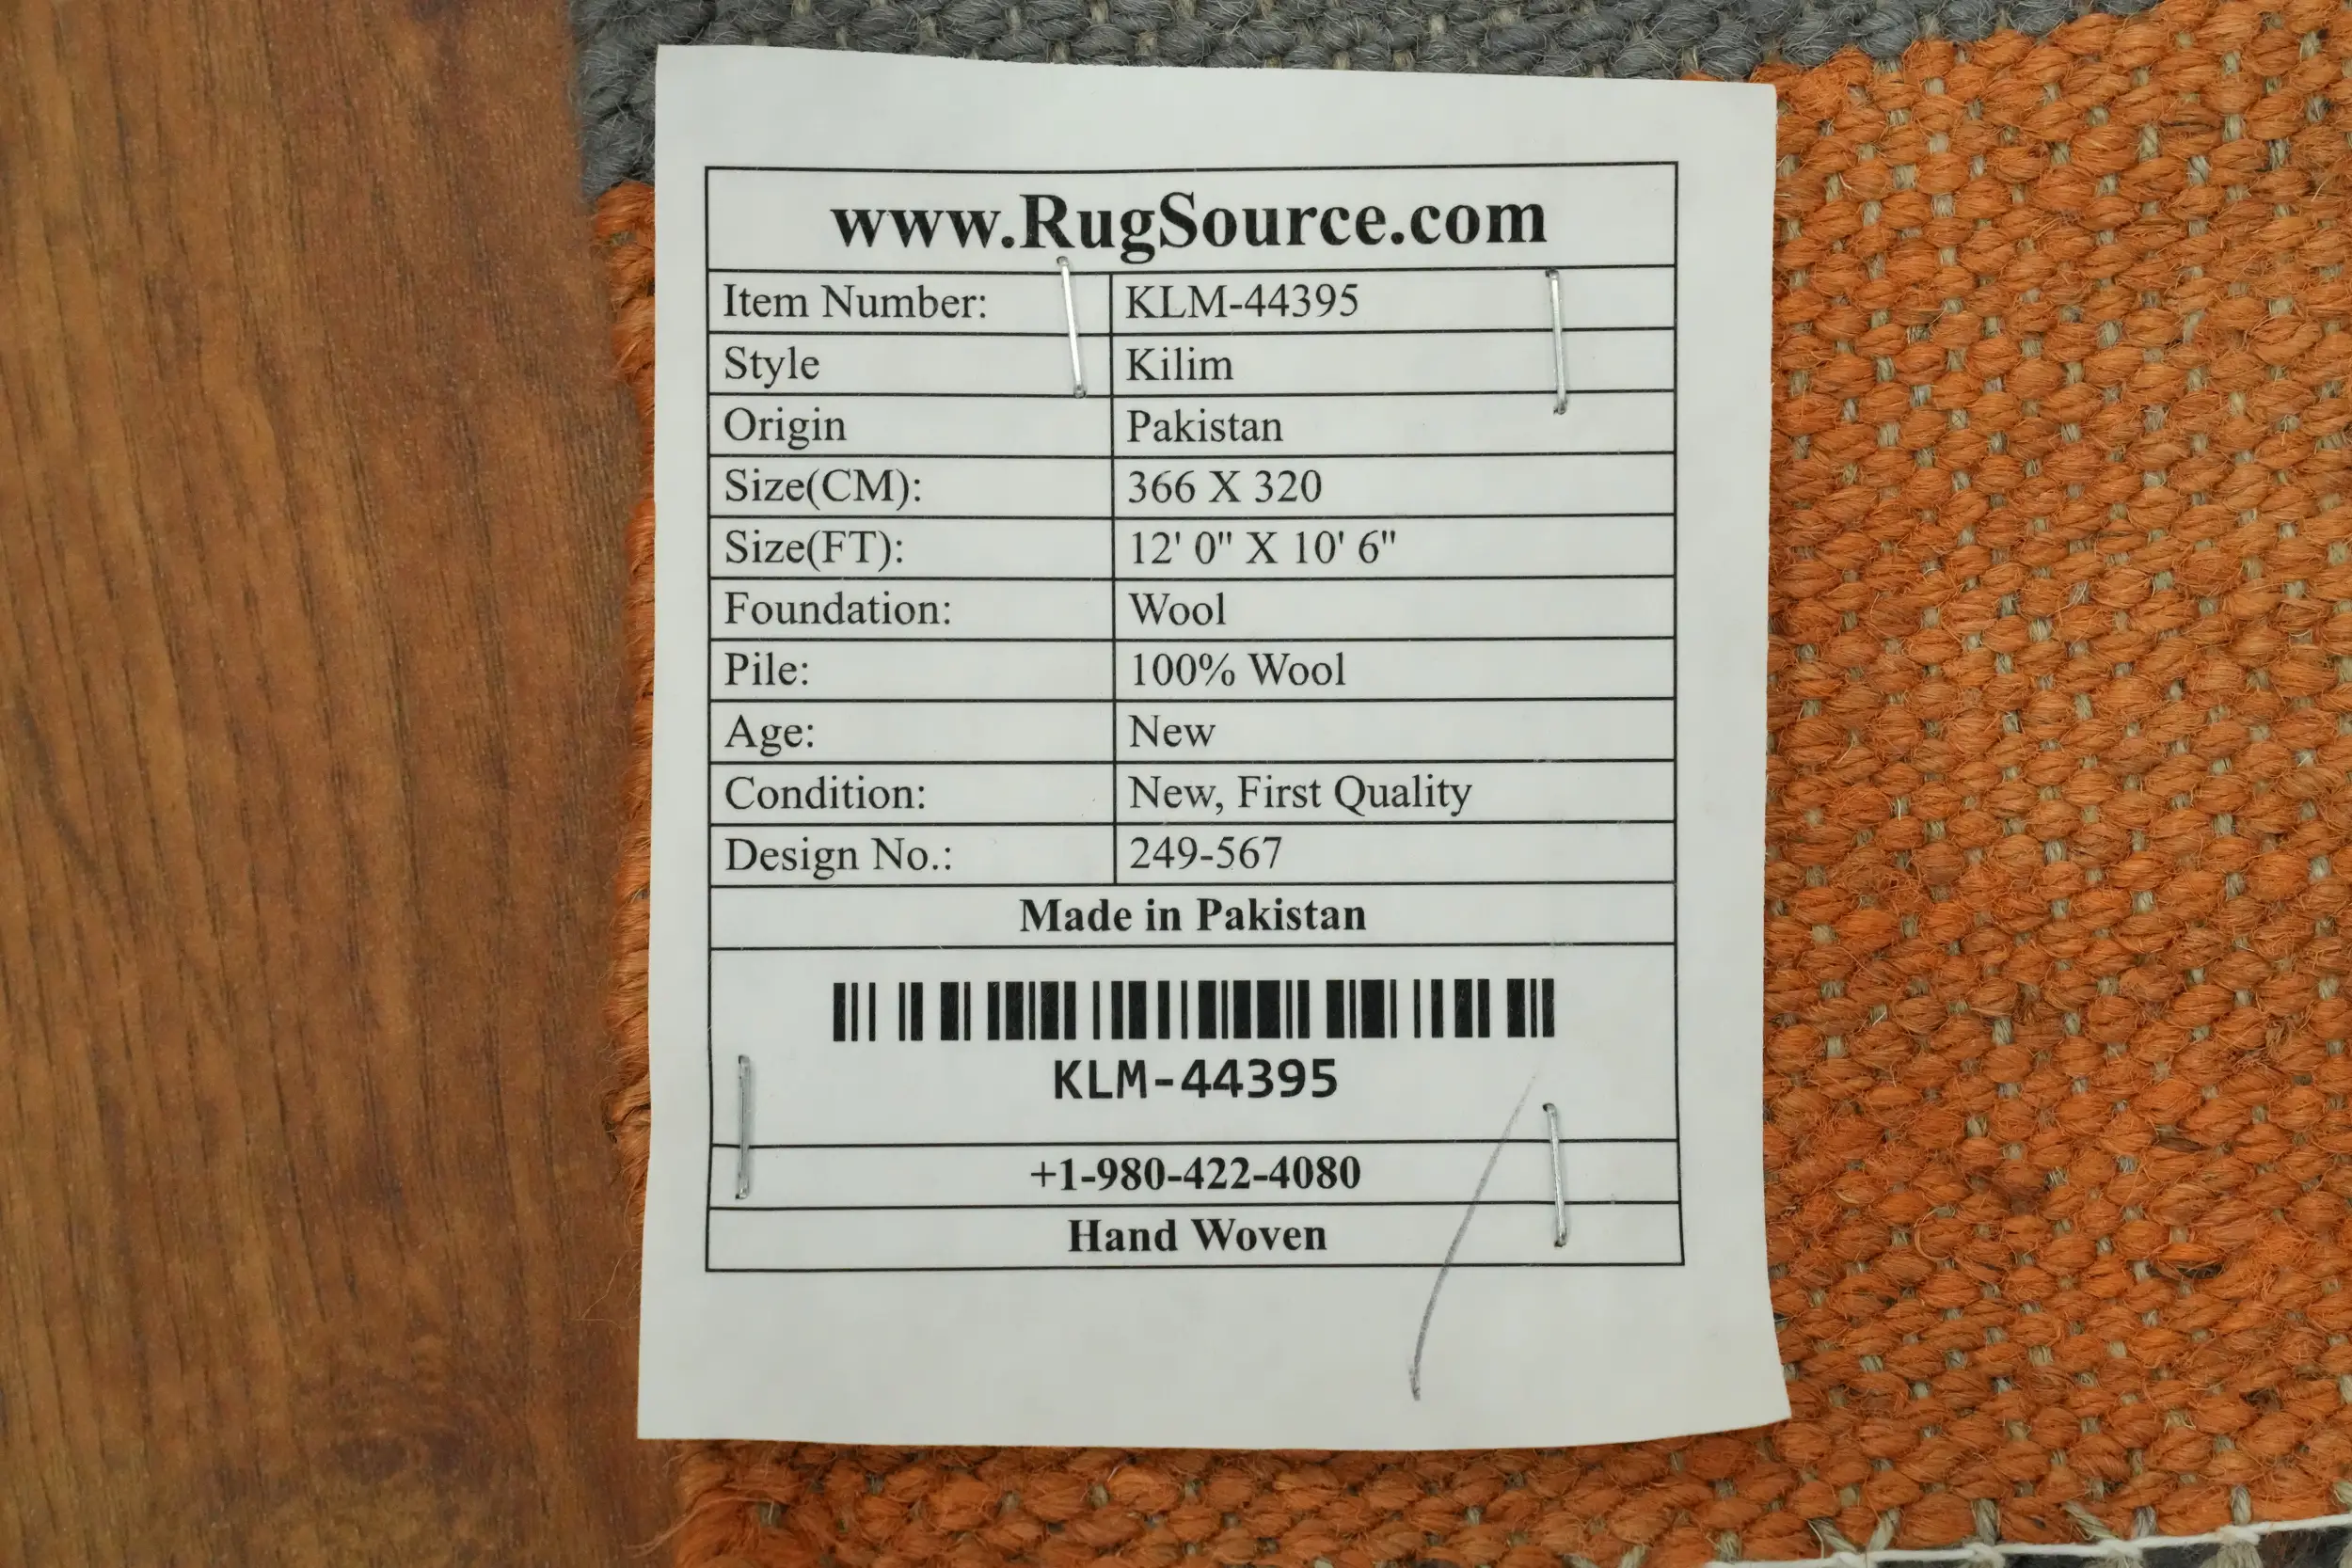 www.RugSource.com
Item Number: KLM-44395
Style Kilim
Origin Pakistan
Size(CM): 366 X 320
Size(FT): 12' 0" X 10' 6"
Foundation: Wool
Pile: 100% Wool
Age: New
Condition: New, First Quality
Design No.: 249-567
Made in Pakistan
KLM-44395
+1-980-422-4080
Hand Woven